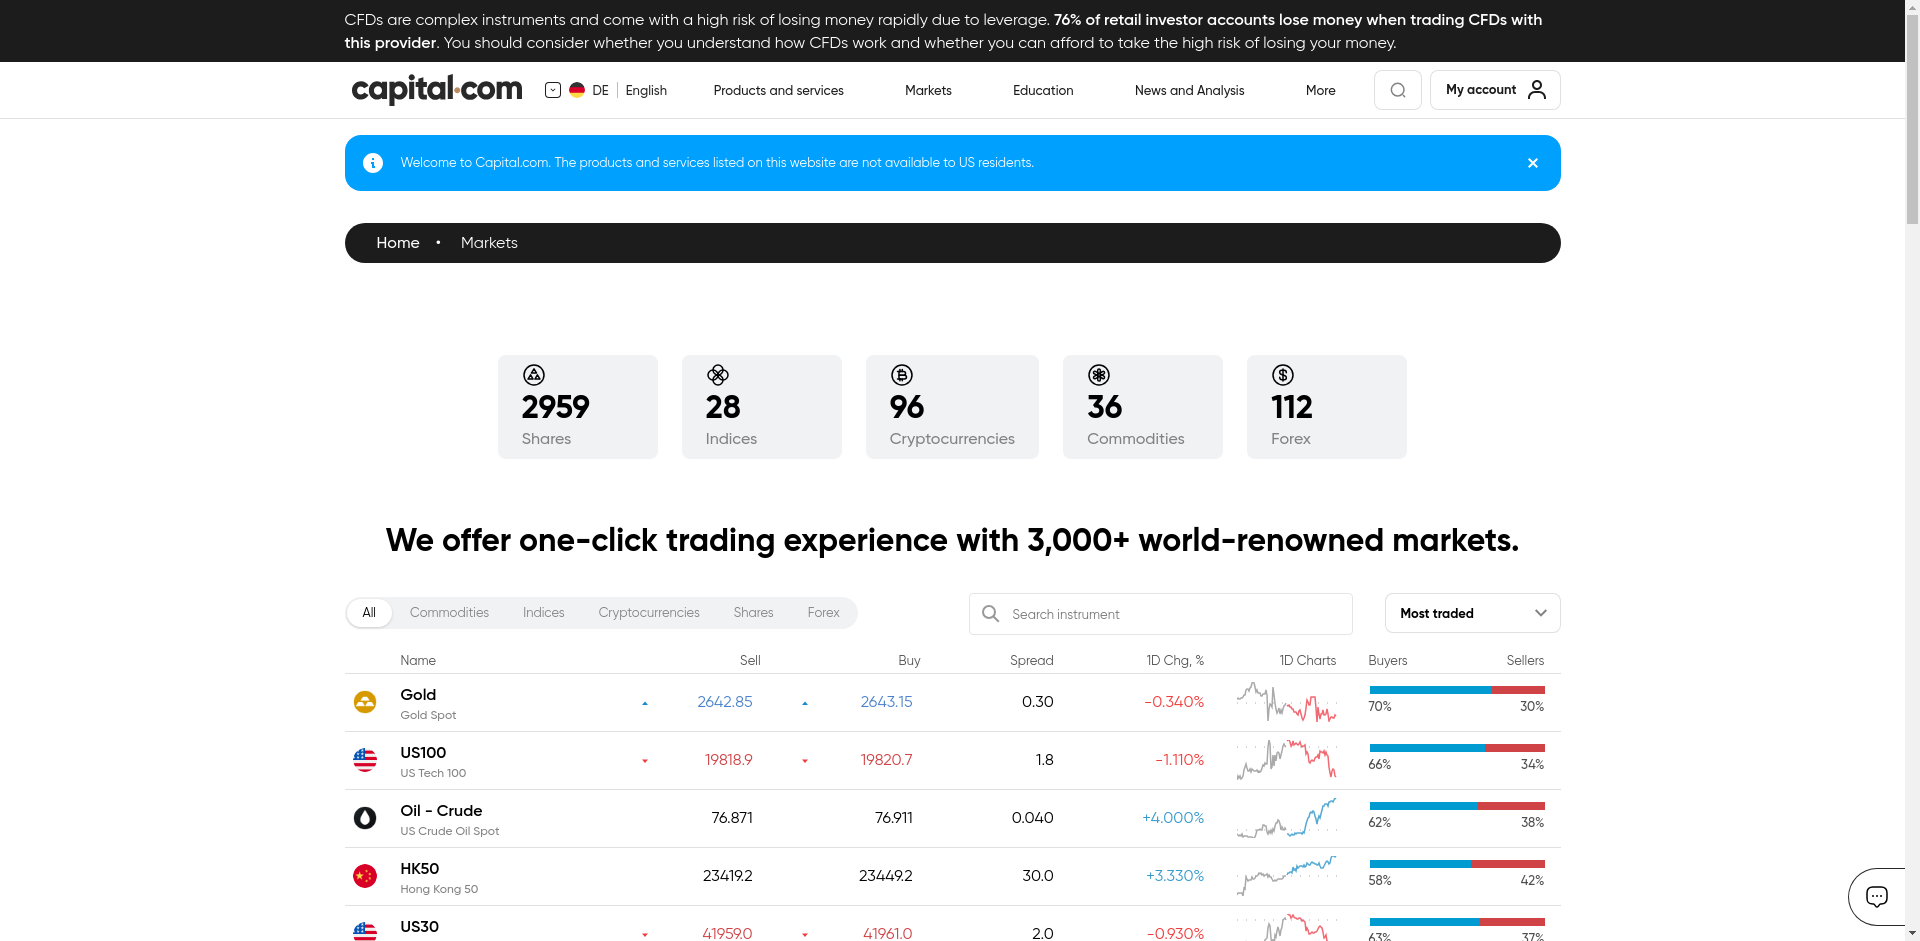 CFDs are complex instruments and come with a high risk of losing money rapidly due to leverage. 76% of retail investor accounts lose money when trading CFDs with
this provider. You should consider whether you understand how CFDs work and whether you can afford to take the high risk of losing your money.
capital.com DE English Products and services Markets Education News and Analysis More My account
Welcome to Capital.com. The products and services listed on this website are not available to US residents.
Home • Markets
2959 28 96 36 112
Shares Indices Cryptocurrencies Commodities Forex
We offer one-click trading experience with 3,000+ world-renowned markets.
All Commodities Indices Cryptocurrencies Shares Forex Search instrument Most traded
Name Sell Buy Spread 1D Chg, % 1D Charts Buyers Sellers
Gold
Gold Spot
2642.85 2643.15 0.30 -0.340% 70% 30%
US100
US Tech 100
19818.9 19820.7 1.8 -1.110% 66% 34%
Oil - Crude
US Crude Oil Spot
76.871 76.911 0.040 +4.000% 62% 38%
HK50
Hong Kong 50
23419.2 23449.2 30.0 +3.330% 58% 42%
US30
41959.0 41961.0 2.0 -0.930% 63% 37%